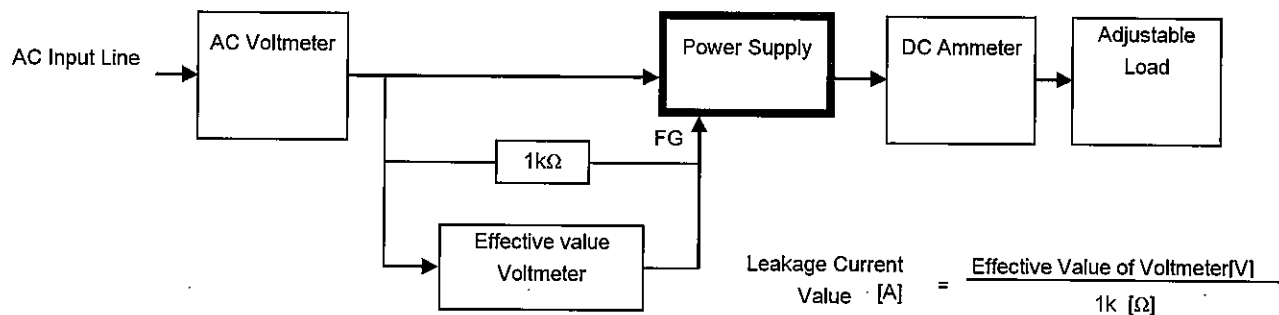 AC Input Line
AC Voltmeter
Power Supply
DC Ammeter
Adjustable
Load
FG
1kΩ
Effective value
Voltmeter
Leakage Current
Value [A]
=
Effective Value of Voltmeter[V]
1k [Ω]